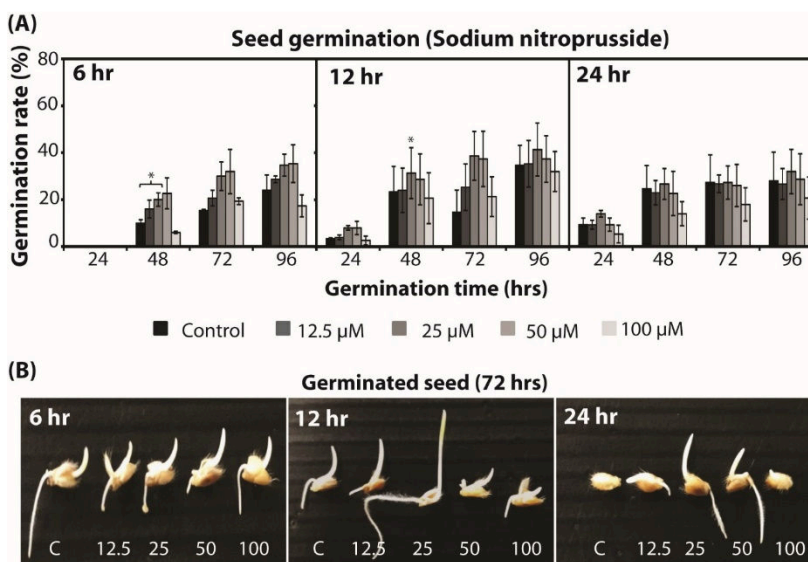 (A)
Seed germination (Sodium nitroprusside)
6 hr 12 hr 24 hr
Germination rate (%)
80
60
40
20
0
* *
24 48 72 96 24 48 72 96 24 48 72 96
Germination time (hrs)
Control 12.5 µM 25 µM 50 µM 100 µM
(B)
Germinated seed (72 hrs)
6 hr 12 hr 24 hr
C 12.5 25 50 100 C 12.5 25 50 100 C 12.5 25 50 100